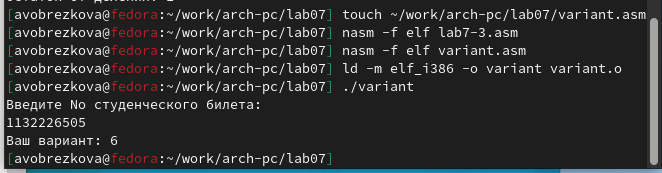 [avobrezkova@fedora:~/work/arch-pc/lab07] touch ~/work/arch-pc/lab07/variant.asm
[avobrezkova@fedora:~/work/arch-pc/lab07] nasm -f elf lab7-3.asm
[avobrezkova@fedora:~/work/arch-pc/lab07] nasm -f elf variant.asm
[avobrezkova@fedora:~/work/arch-pc/lab07] ld -m elf_i386 -o variant variant.o
[avobrezkova@fedora:~/work/arch-pc/lab07] ./variant
Введите No студенческого билета:
1132226505
Ваш вариант: 6
[avobrezkova@fedora:~/work/arch-pc/lab07]